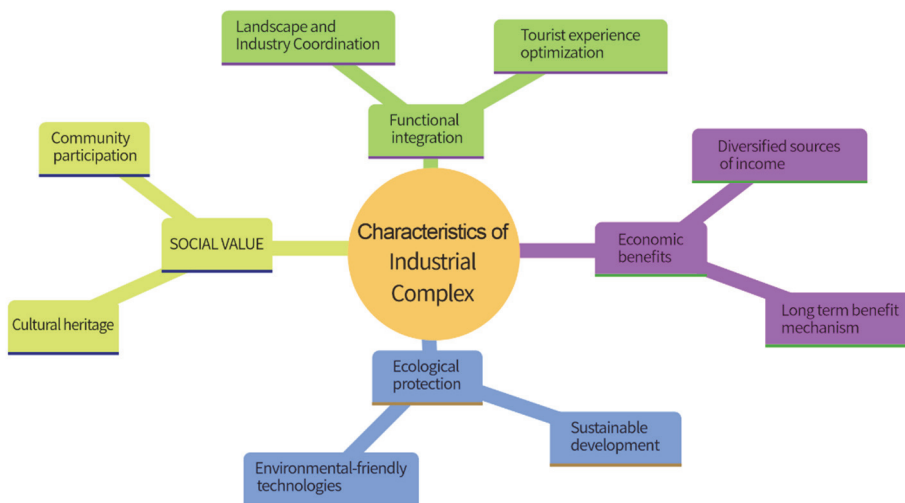 Landscape and
Industry Coordination
Tourist experience
optimization
Functional
integration
Community
participation
Diversified sources
of income
SOCIAL VALUE
Characteristics of
Industrial
Complex
Economic
benefits
Cultural heritage
Long term benefit
mechanism
Ecological
protection
Sustainable
development
Environmental-friendly
technologies